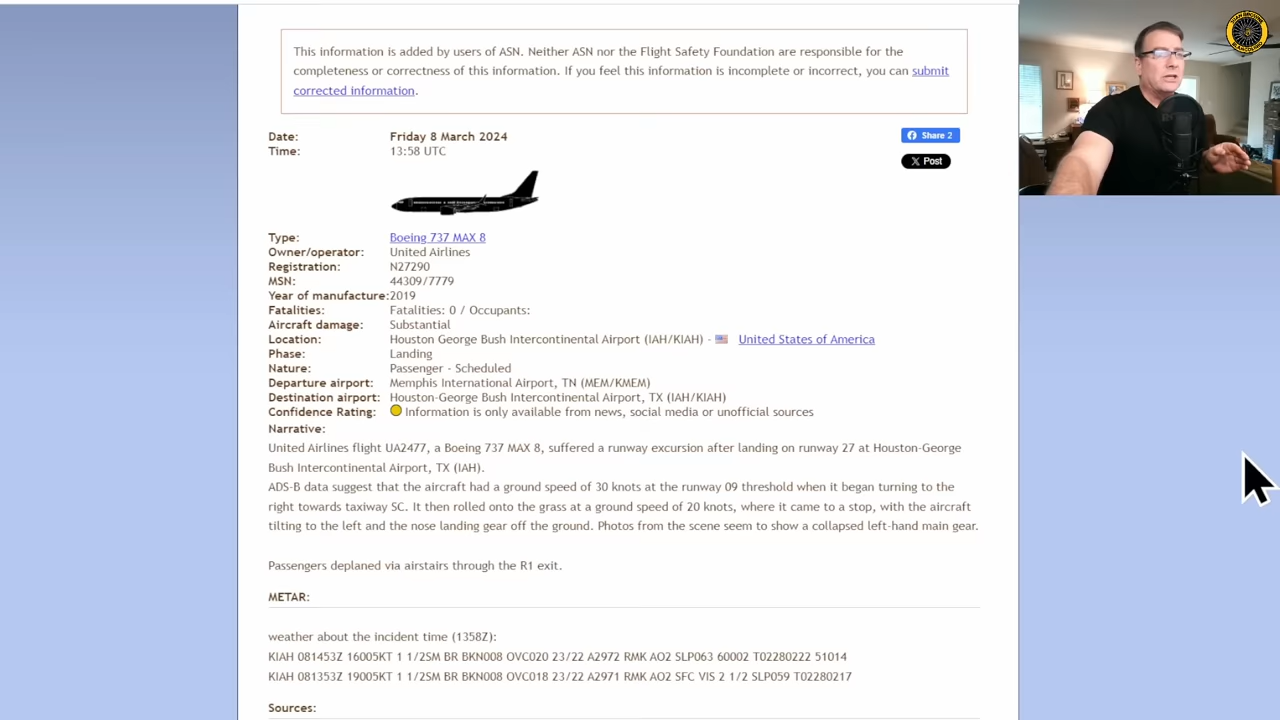 This information is added by users of ASN. Neither ASN nor the Flight Safety Foundation are responsible for the
completeness or correctness of this information. If you feel this information is incomplete or incorrect, you can submit
corrected information.
Date: Friday 8 March 2024
Time: 13:58 UTC
Share 2
Post
Type: Boeing 737 MAX 8
Owner/operator: United Airlines
Registration: N27290
MSN: 44309/7779
Year of manufacture:2019
Fatalities: Fatalities: 0 / Occupants:
Aircraft damage: Substantial
Location: Houston George Bush Intercontinental Airport (IAH/KIAH) - United States of America
Phase: Landing
Nature: Passenger - Scheduled
Departure airport: Memphis International Airport, TN (MEM/KMEM)
Destination airport: Houston-George Bush Intercontinental Airport, TX (IAH/KIAH)
Confidence Rating: Information is only available from news, social media or unofficial sources
Narrative:
United Airlines flight UA2477, a Boeing 737 MAX 8, suffered a runway excursion after landing on runway 27 at Houston-George
Bush Intercontinental Airport, TX (IAH).
ADS-B data suggest that the aircraft had a ground speed of 30 knots at the runway 09 threshold when it began turning to the
right towards taxiway SC. It then rolled onto the grass at a ground speed of 20 knots, where it came to a stop, with the aircraft
tilting to the left and the nose landing gear off the ground. Photos from the scene seem to show a collapsed left-hand main gear.
Passengers deplaned via airstairs through the R1 exit.
METAR:
weather about the incident time (1358Z):
KIAH 081453Z 16005KT 1 1/2SM BR BKN008 OVC020 23/22 A2972 RMK AO2 SLP063 60002 T02280222 51014
KIAH 081353Z 19005KT 1 1/2SM BR BKN008 OVC018 23/22 A2971 RMK AO2 SFC VIS 2 1/2 SLP059 T02280217
Sources: